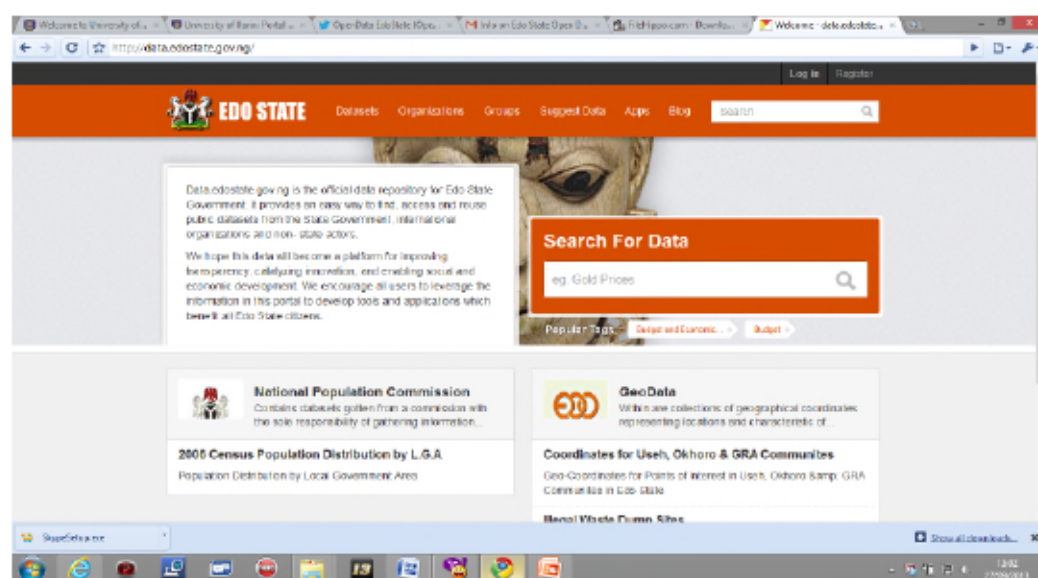 Welcome to University of...
OpenData EdoState (Open...
FileHippo.com - Downlo...
Welcome - data.edostate...
http://data.edostate.gov.ng/
Log in Register
EDO STATE Datasets Organizations Groups Suggest Data Apps Blog search
Data.edostate.gov.ng is the official data repository for Edo State
Government. It provides an easy way to find, access and reuse
public datasets from the State Government, international
organizations and non- state actors.
We hope this data will become a platform for improving
transparency, catalyzing innovation, and enabling social and
economic development. We encourage all users to leverage the
information in this portal to develop tools and applications which
benefit all Edo State citizens.
Search For Data
eg. Gold Prices
Popular Tags Budget and Economic... Budget
National Population Commission
Contains datasets gotten from a commission with
the sole responsibility of gathering information...
2006 Census Population Distribution by L.G.A
Population Distribution by Local Government Area
GeoData
Within are collections of geographical coordinates
representing locations and characteristic of...
Coordinates for Useh, Okhoro & GRA Communites
Geo-Coordinates for Points of Interest in Useh, Okhoro &amp; GRA
Communities in Edo State
Illegal Waste Dump Sites
SkypeSetup.exe
Show all downloads...
13:02